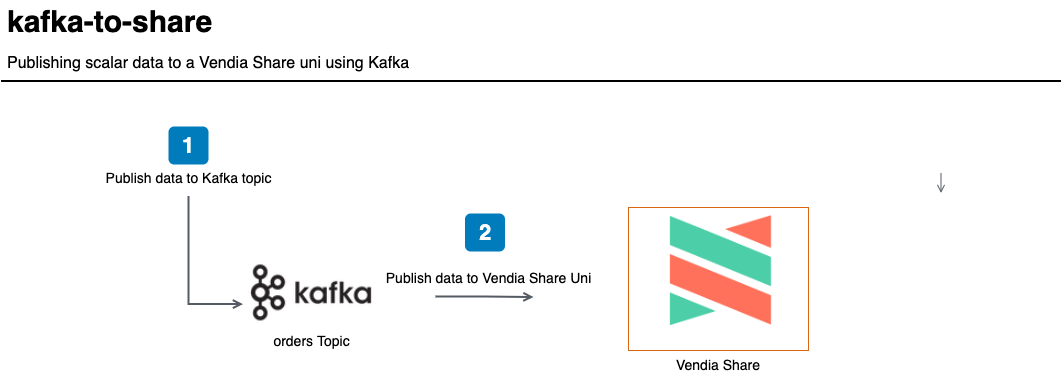 kafka-to-share
Publishing scalar data to a Vendia Share uni using Kafka
1
Publish data to Kafka topic
2
Publish data to Vendia Share Uni
kafka
orders Topic
Vendia Share